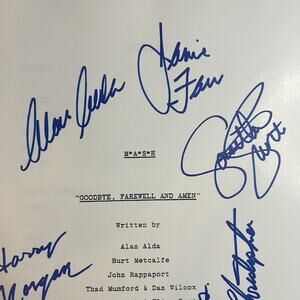 Alan Alda
Jamie
Farr
M*A*S*H
"GOODBYE, FAREWELL AND AMEN"
Written by
Alan Alda
Burt Metcalfe
John Rappaport
Thad Mumford & Dan Wilcox
Harry
Morgan
Christopher